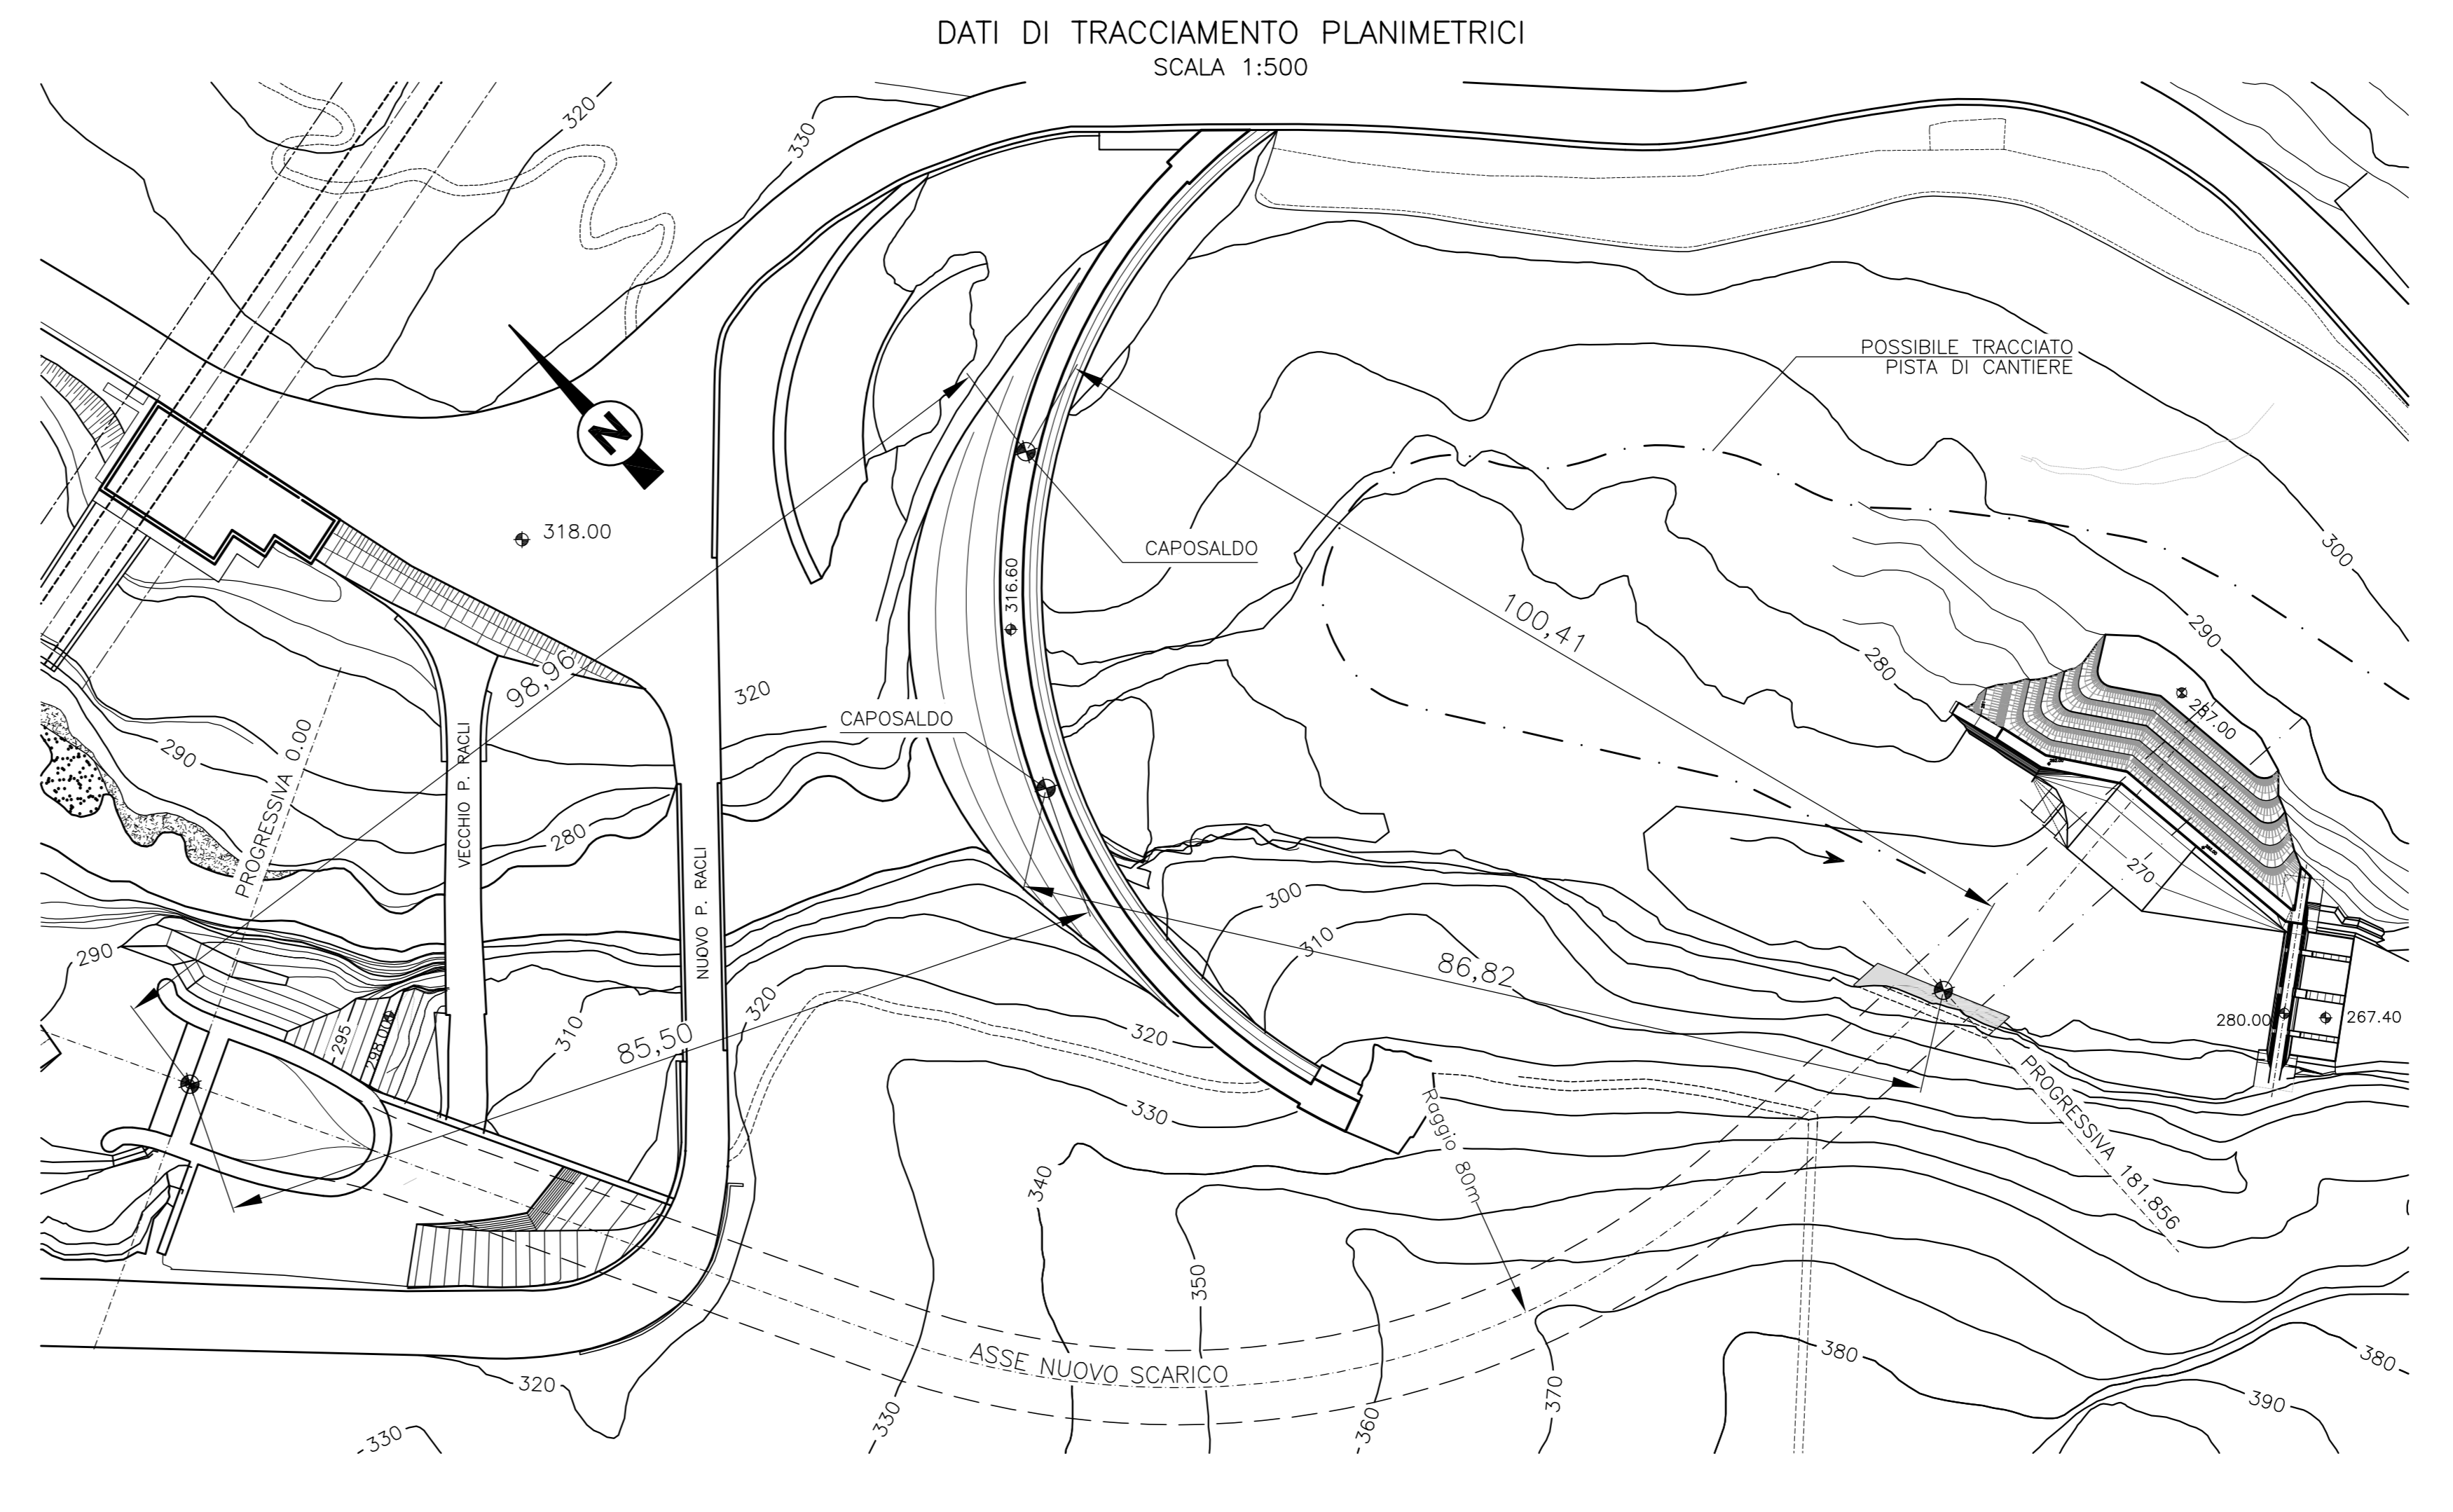 DATI DI TRACCIAMENTO PLANIMETRICI
SCALA 1:500
320
330
POSSIBILE TRACCIATO
PISTA DI CANTIERE
N
318.00
CAPOSALDO
316.60
300
100,41
290
280
98,96
320
CAPOSALDO
287.00
VECCHIO P. RACLI
290
PROGRESSIVA 0.00
280
NUOVO P. RACLI
270
300
310
290
86,82
320
310
295
298.00
85,50
320
330
280.00
267.40
Raggio 80m
PROGRESSIVA 181.856
340
350
ASSE NUOVO SCARICO
320
330
330
360
370
380
380
390